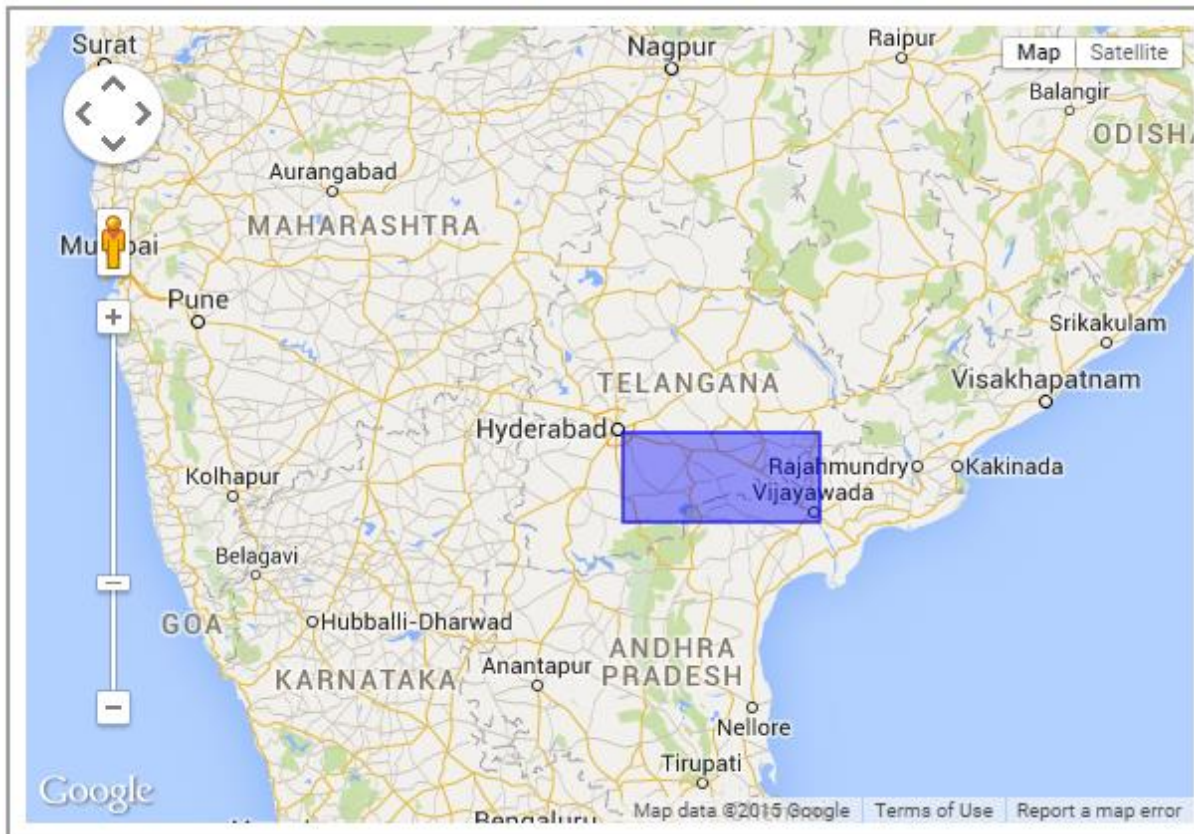 Surat
Nagpur
Raipur
Map
Satellite
Balangir
ODISHA
Aurangabad
MAHARASHTRA
Pune
Srikakulam
TELANGANA
Visakhapatnam
Hyderabad
Rajahmundry
Kakinada
Kolhapur
Vijayawada
Belagavi
GOA
Hubballi-Dharwad
ANDHRA
PRADESH
Anantapur
KARNATAKA
Nellore
Tirupati
Google
Map data ©2015 Google
Terms of Use
Report a map error
Bengaluru